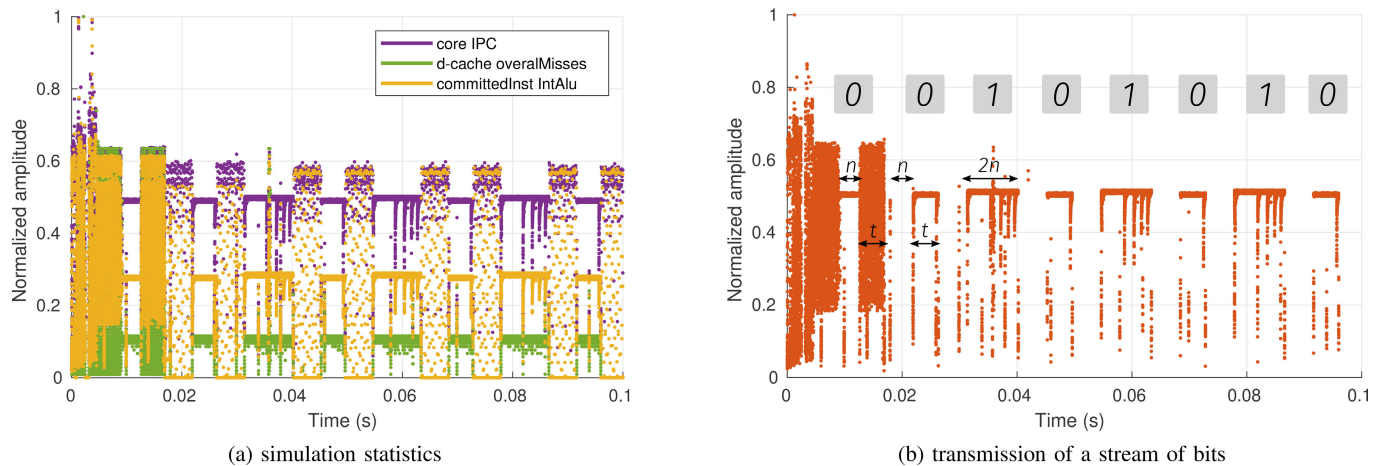 1
0.8
0.6
0.4
0.2
0
Normalized amplitude
core IPC
d-cache overalMisses
committedInst IntAlu
0 0.02 0.04 0.06 0.08 0.1
Time (s)
(a) simulation statistics
1
0.8
0.6
0.4
0.2
0
Normalized amplitude
0 0 1 0 1 0 1 0
n n 2n
t t
0 0.02 0.04 0.06 0.08 0.1
Time (s)
(b) transmission of a stream of bits